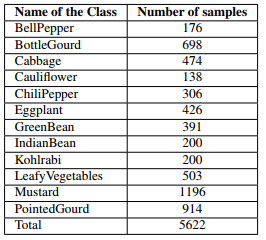 Name of the Class Number of samples
BellPepper 176
BottleGourd 698
Cabbage 474
Cauliflower 138
ChiliPepper 306
Eggplant 426
GreenBean 391
IndianBean 200
Kohlrabi 200
LeafyVegetables 503
Mustard 1196
PointedGourd 914
Total 5622